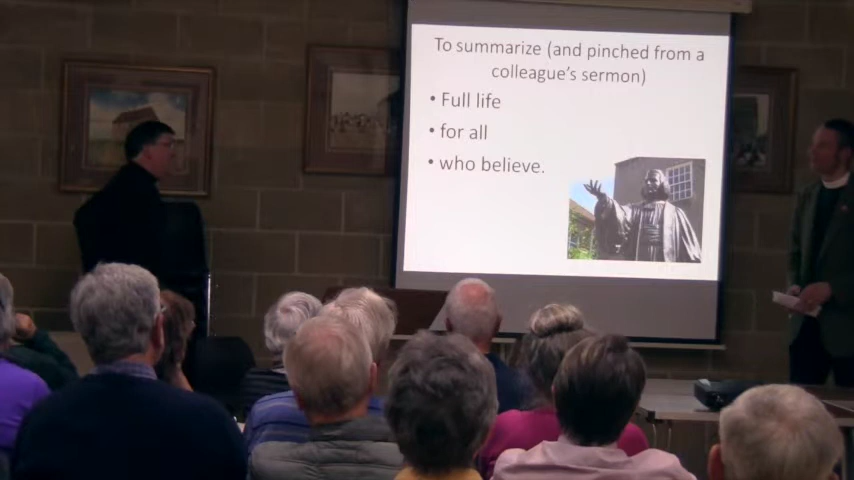 To summarize (and pinched from a
colleague's sermon)
• Full life
• for all
• who believe.